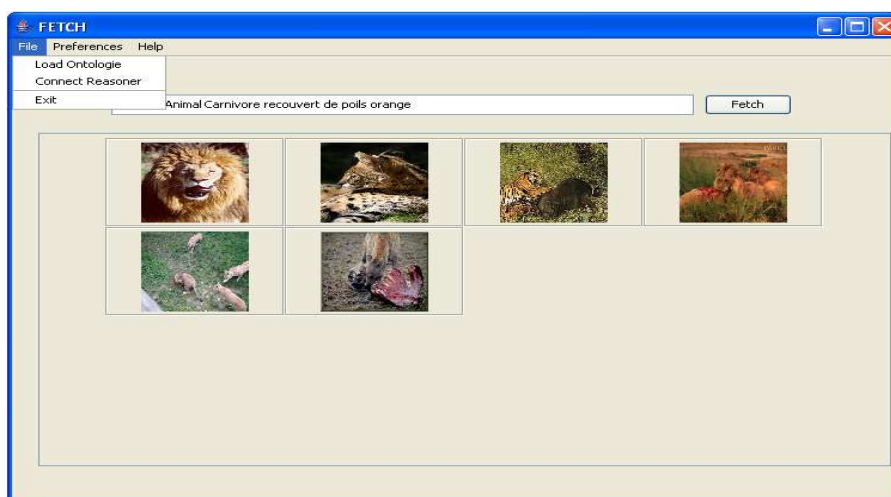 FETCH
File Preferences Help
Load Ontologie
Connect Reasoner
Exit
Animal Carnivore recouvert de poils orange
Fetch